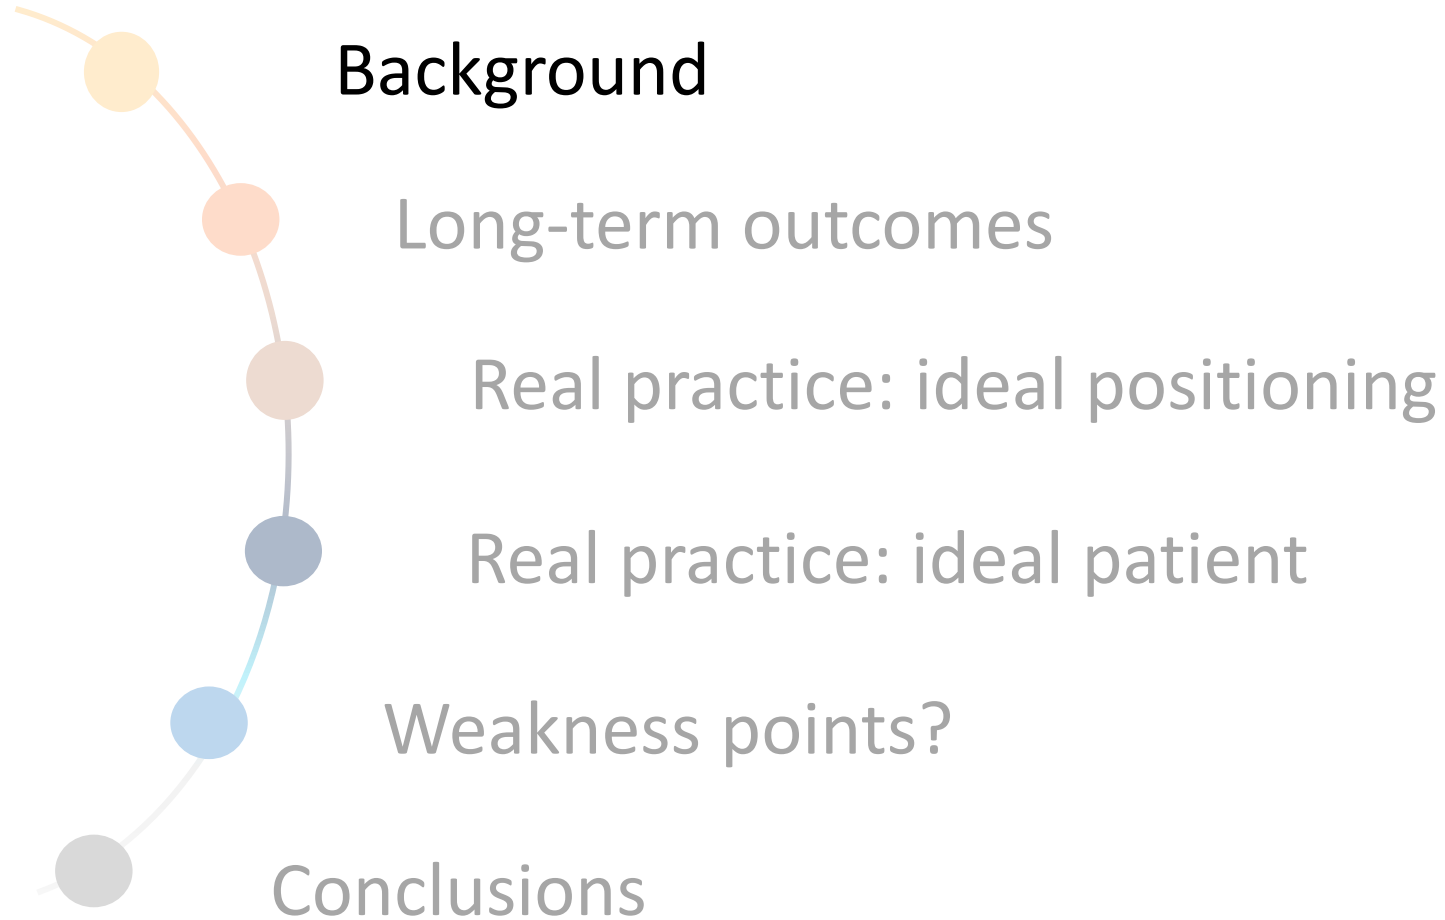 Background
Long-term outcomes
Real practice: ideal positioning
Real practice: ideal patient
Weakness points?
Conclusions